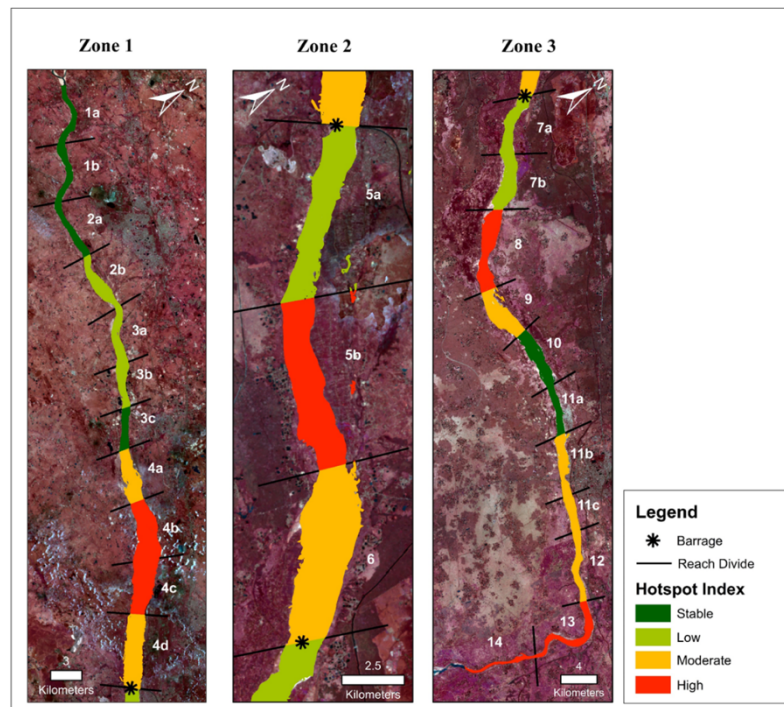 Zone 1
Zone 2
Zone 3
N
1a
1b
2a
2b
3a
3b
3c
4a
4b
4c
4d
3
Kilometers
N
5a
5b
6
2.5
Kilometers
N
7a
7b
8
9
10
11a
11b
11c
12
13
14
4
Kilometers
Legend
Barrage
Reach Divide
Hotspot Index
Stable
Low
Moderate
High